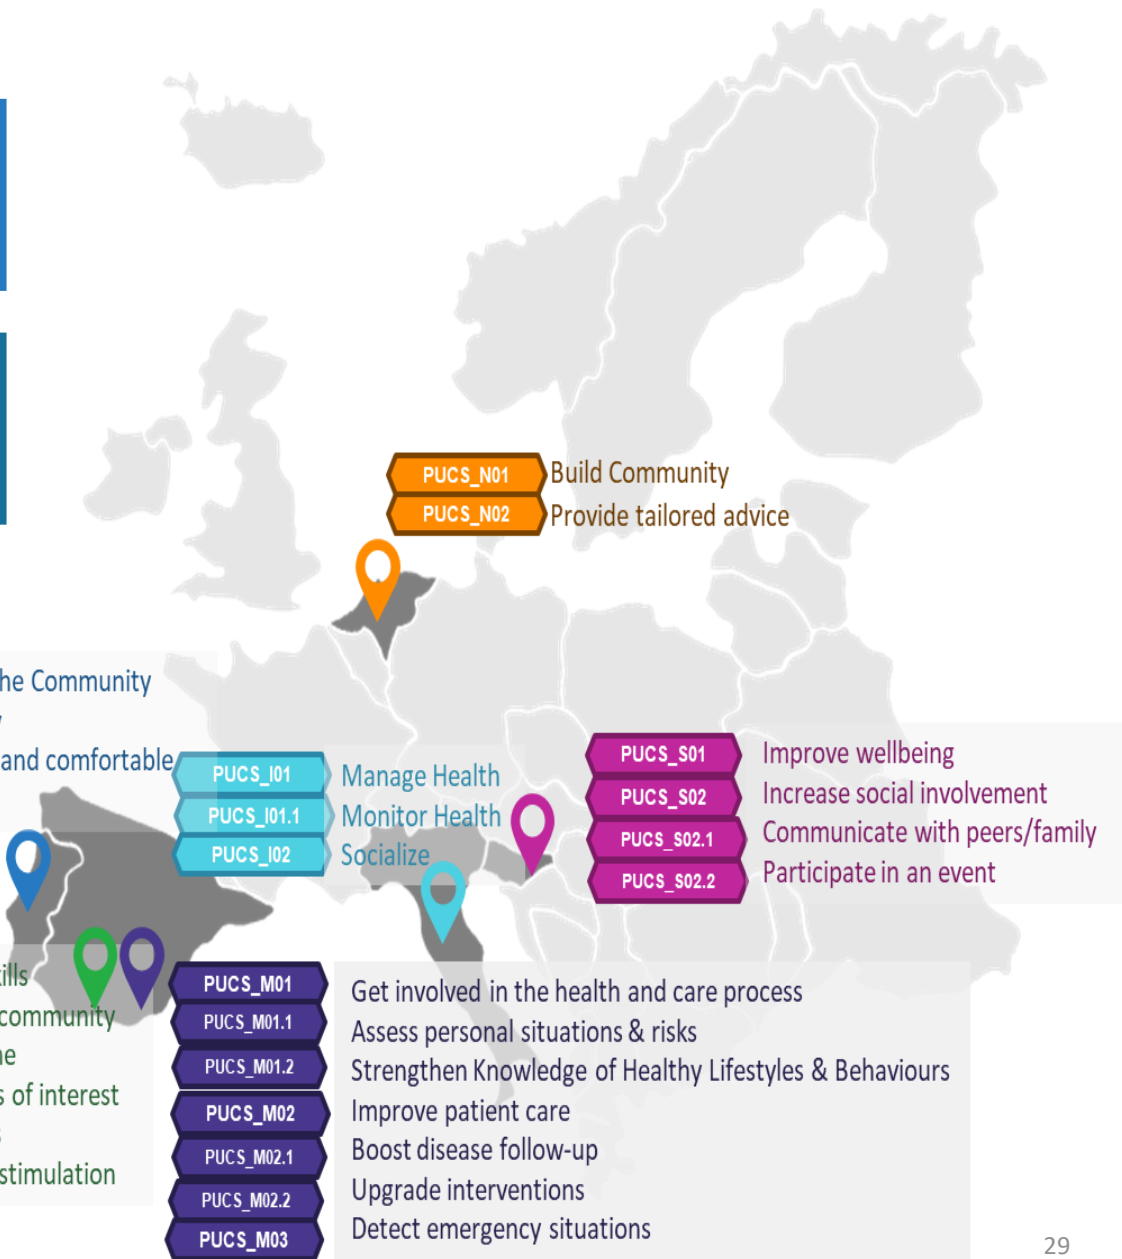 PUCS_N01 Build Community
PUCS_N02 Provide tailored advice
he Community
and comfortable
PUCS_I01 Manage Health
PUCS_I01.1 Monitor Health
PUCS_I02 Socialize
PUCS_S01 Improve wellbeing
PUCS_S02 Increase social involvement
PUCS_S02.1 Communicate with peers/family
PUCS_S02.2 Participate in an event
kills
community
ne
s of interest
s
stimulation
PUCS_M01 Get involved in the health and care process
PUCS_M01.1 Assess personal situations & risks
PUCS_M01.2 Strengthen Knowledge of Healthy Lifestyles & Behaviours
PUCS_M02 Improve patient care
PUCS_M02.1 Boost disease follow-up
PUCS_M02.2 Upgrade interventions
PUCS_M03 Detect emergency situations
29